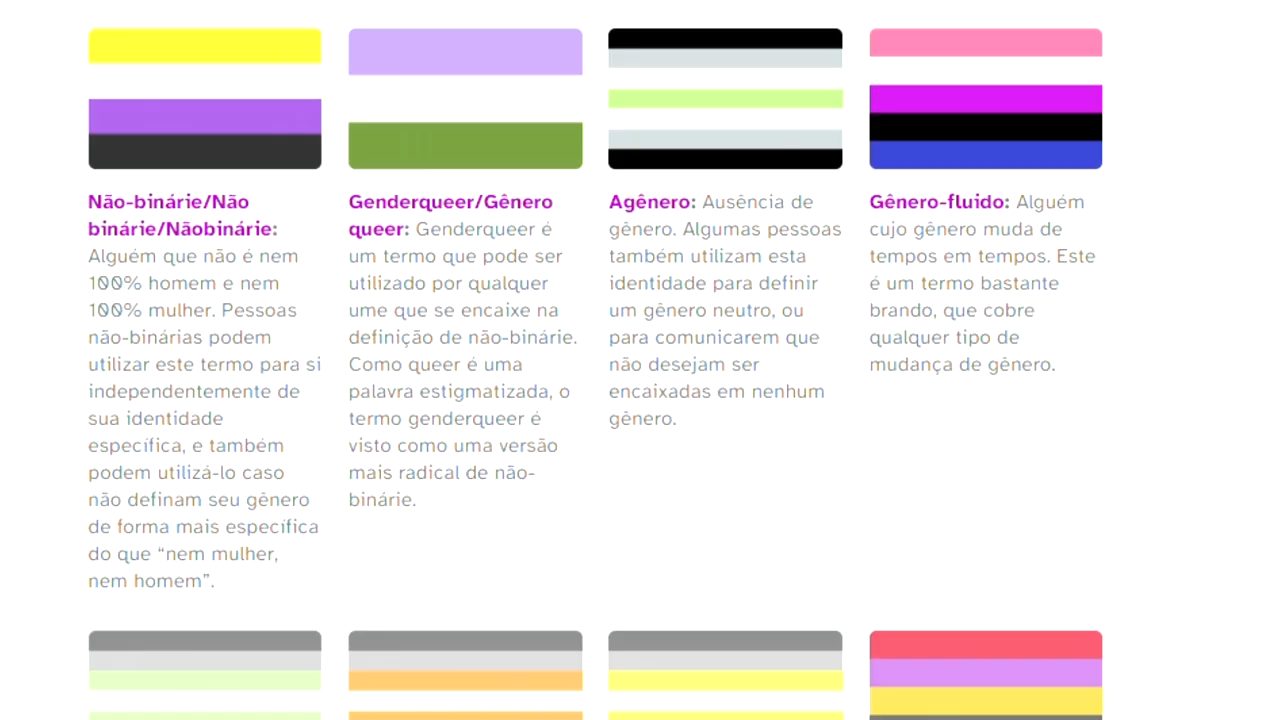 Não-binárie/Não
binárie/Nãobinárie:
Alguém que não é nem
100% homem e nem
100% mulher. Pessoas
não-binárias podem
utilizar este termo para si
independentemente de
sua identidade
específica, e também
podem utilizá-lo caso
não definam seu gênero
de forma mais específica
do que “nem mulher,
nem homem”.
Genderqueer/Gênero
queer: Genderqueer é
um termo que pode ser
utilizado por qualquer
ume que se encaixe na
definição de não-binárie.
Como queer é uma
palavra estigmatizada, o
termo genderqueer é
visto como uma versão
mais radical de não-
binárie.
Agênero: Ausência de
gênero. Algumas pessoas
também utilizam esta
identidade para definir
um gênero neutro, ou
para comunicarem que
não desejam ser
encaixadas em nenhum
gênero.
Gênero-fluido: Alguém
cujo gênero muda de
tempos em tempos. Este
é um termo bastante
brando, que cobre
qualquer tipo de
mudança de gênero.